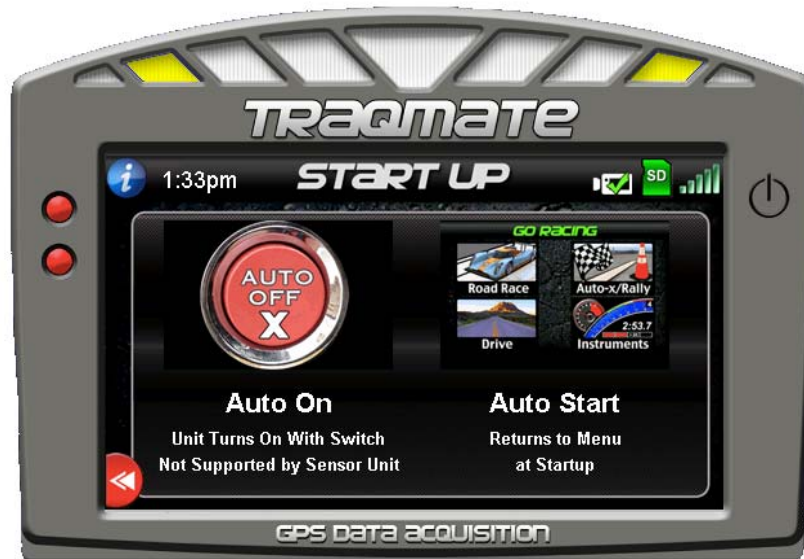 TRAQMATE
1:33pm
START UP
SD
AUTO
OFF
X
GO RACING
Road Race
Auto-x/Rally
Drive
4
2:53.7
Instruments
Auto On
Unit Turns On With Switch
Not Supported by Sensor Unit
Auto Start
Returns to Menu
at Startup
GPS DATA ACQUISITION